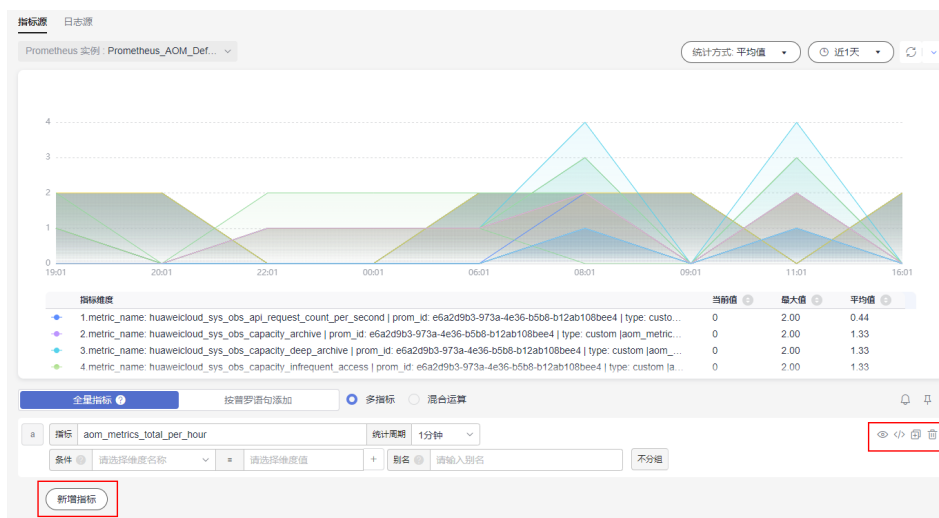 指标源 日志源
Prometheus 实例 : Prometheus_AOM_Def... 统计方式: 平均值 近1天
4
3
2
1
0
19:01 20:01 22:01 00:01 06:01 08:01 09:01 11:01 16:01
指标维度 当前值 最大值 平均值
1.metric_name: huaweicloud_sys_obs_api_request_count_per_second | prom_id: e6a2d9b3-973a-4e36-b5b8-b12ab108bee4 | type: custo... 0 2.00 0.44
2.metric_name: huaweicloud_sys_obs_capacity_archive | prom_id: e6a2d9b3-973a-4e36-b5b8-b12ab108bee4 | type: custom |aom_metric... 0 2.00 1.33
3.metric_name: huaweicloud_sys_obs_capacity_deep_archive | prom_id: e6a2d9b3-973a-4e36-b5b8-b12ab108bee4 | type: custom |aom_... 0 2.00 1.33
4.metric_name: huaweicloud_sys_obs_capacity_infrequent_access | prom_id: e6a2d9b3-973a-4e36-b5b8-b12ab108bee4 | type: custom |a... 0 2.00 1.33
全量指标 ? 按普罗语句添加 多指标 混合运算
a 指标 aom_metrics_total_per_hour 统计周期 1分钟
条件 请选择维度名称 = 请选择维度值 + 别名 请输入别名 不分组
新增指标